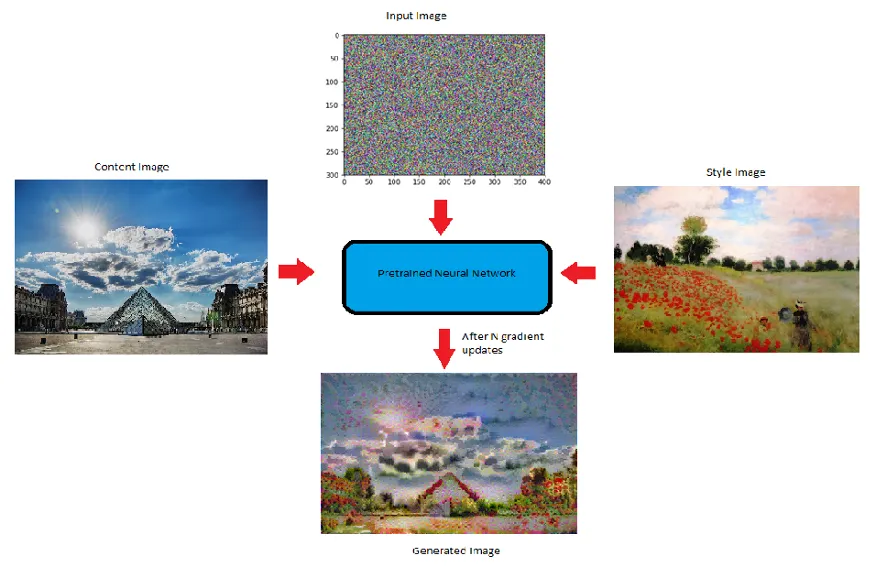 Input Image
0
50
100
150
200
250
300
0 50 100 150 200 250 300 350 400
Content Image
Style Image
Pretrained Neural Network
After N gradient
updates
Generated Image